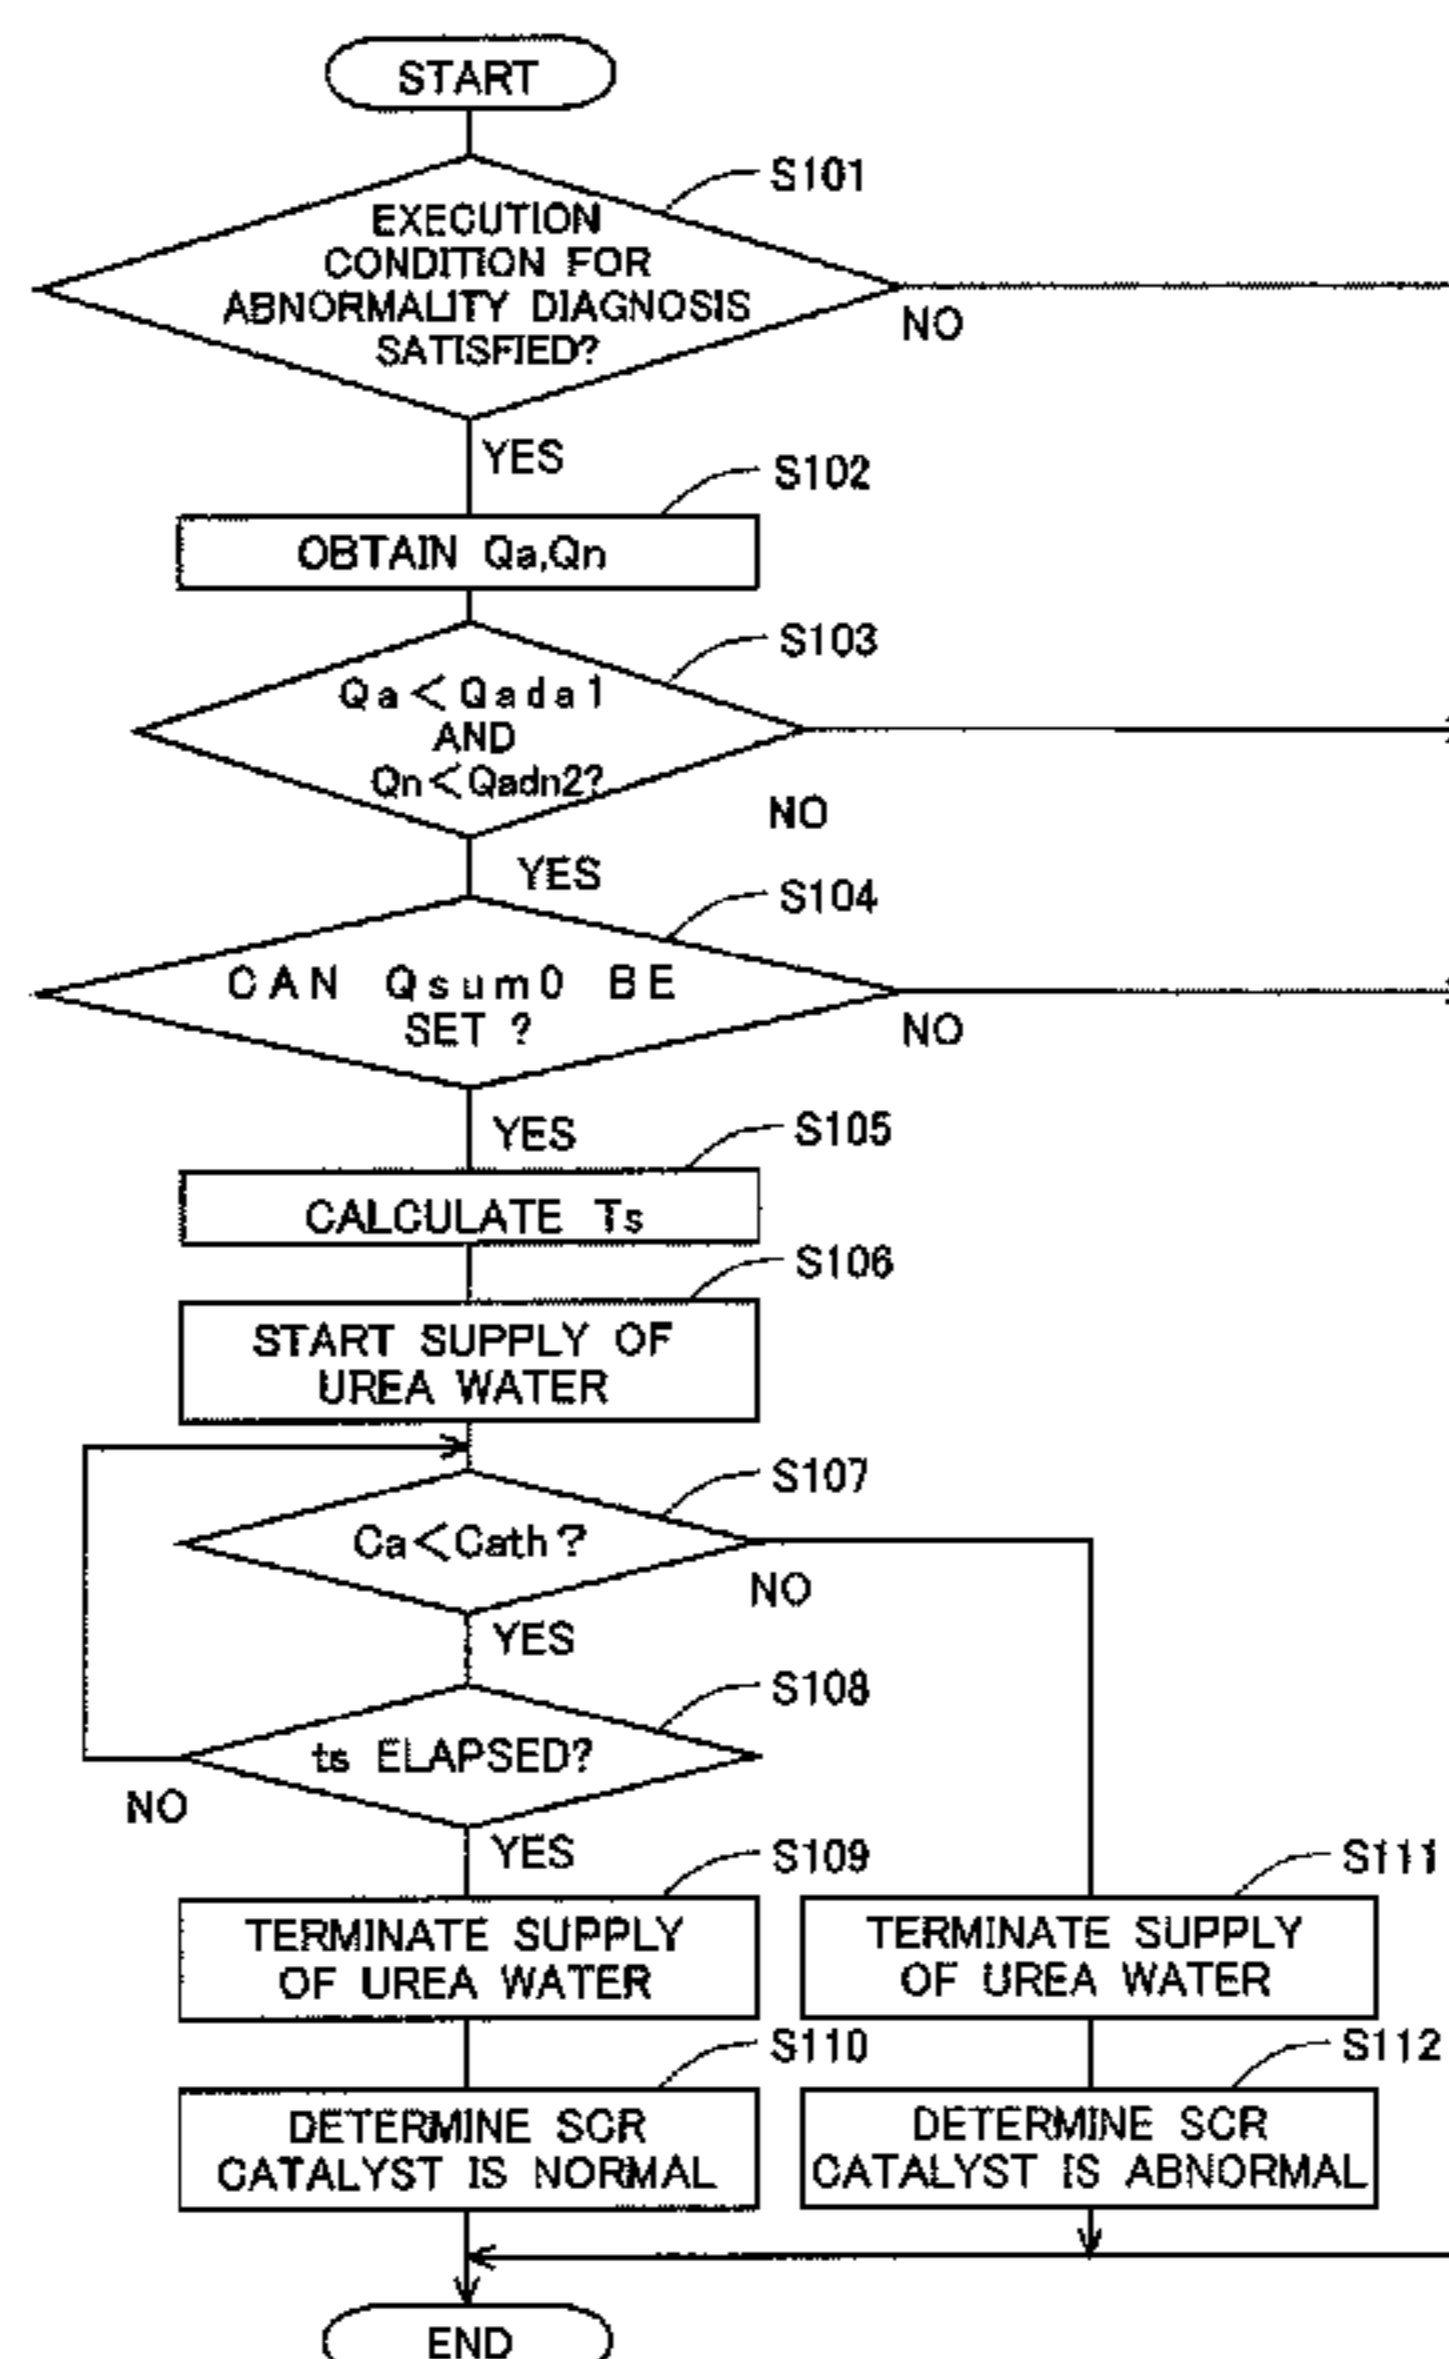 START
S101
EXECUTION
CONDITION FOR
ABNORMALITY DIAGNOSIS
SATISFIED?
NO
YES
S102
OBTAIN Qa,Qn
S103
Qa<Qada1
AND
Qn<Qadn2?
NO
YES
S104
CAN Qsum0 BE
SET ?
NO
YES
S105
CALCULATE Ts
S106
START SUPPLY OF
UREA WATER
S107
Ca<Cath?
NO
YES
S108
ts ELAPSED?
NO
YES
S109
TERMINATE SUPPLY
OF UREA WATER
S111
TERMINATE SUPPLY
OF UREA WATER
S110
DETERMINE SCR
CATALYST IS NORMAL
S112
DETERMINE SCR
CATALYST IS ABNORMAL
END